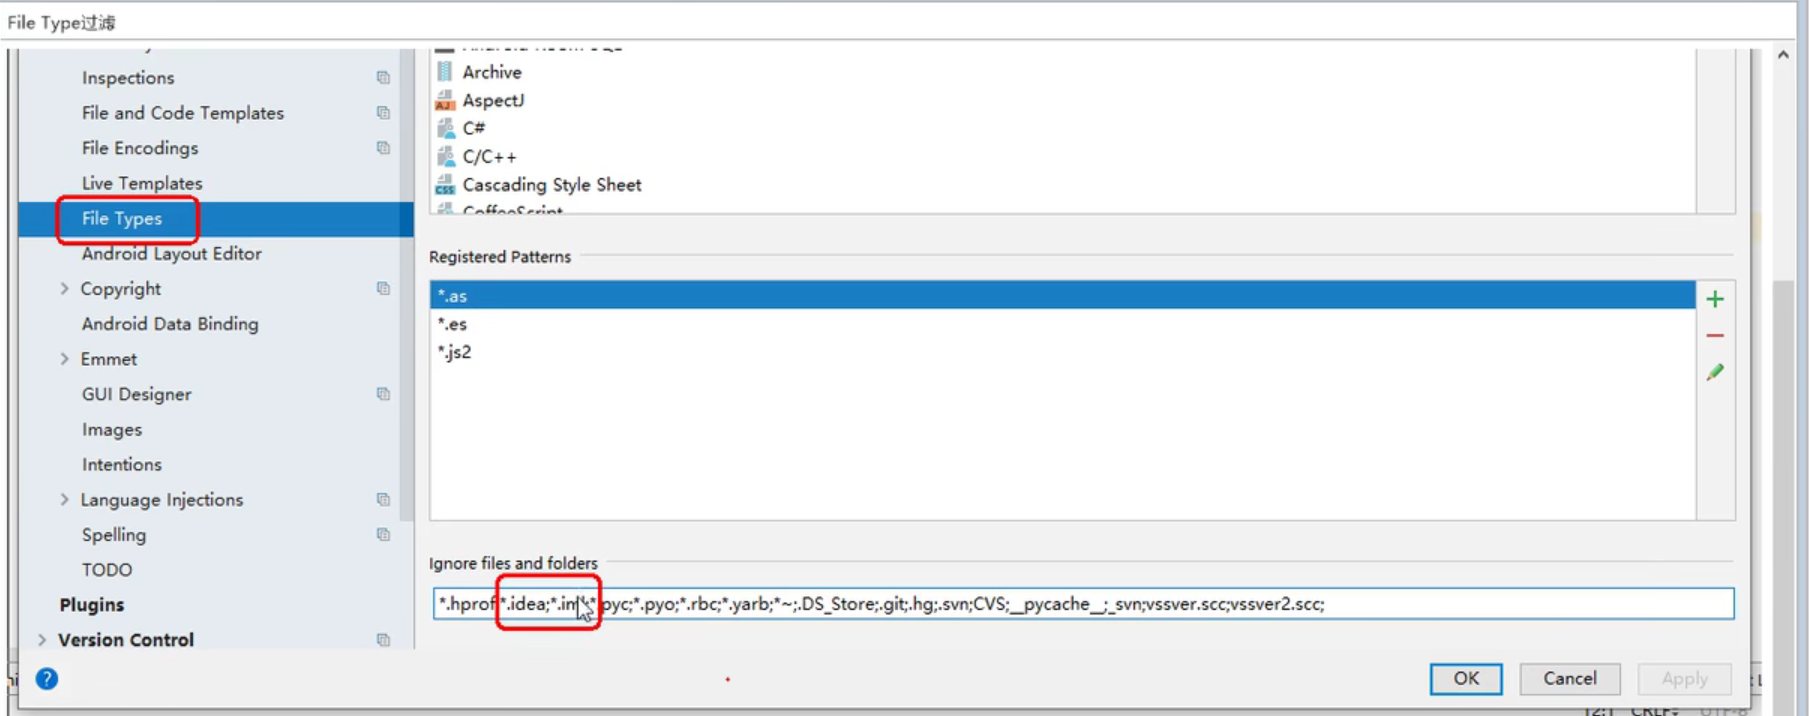 File Type过滤
Inspections
File and Code Templates
File Encodings
Live Templates
File Types
Android Layout Editor
Copyright
Android Data Binding
Emmet
GUI Designer
Images
Intentions
Language Injections
Spelling
TODO
Plugins
Version Control
Archive
AspectJ
C#
C/C++
Cascading Style Sheet
CoffeeScript
Registered Patterns
*.as
*.es
*.js2
Ignore files and folders
*.hprof;*.idea;*.iml;*.pyc;*.pyo;*.rbc;*.yarb;*~;.DS_Store;.git;.hg;.svn;CVS;__pycache__;_svn;vssver.scc;vssver2.scc;
OK
Cancel
Apply